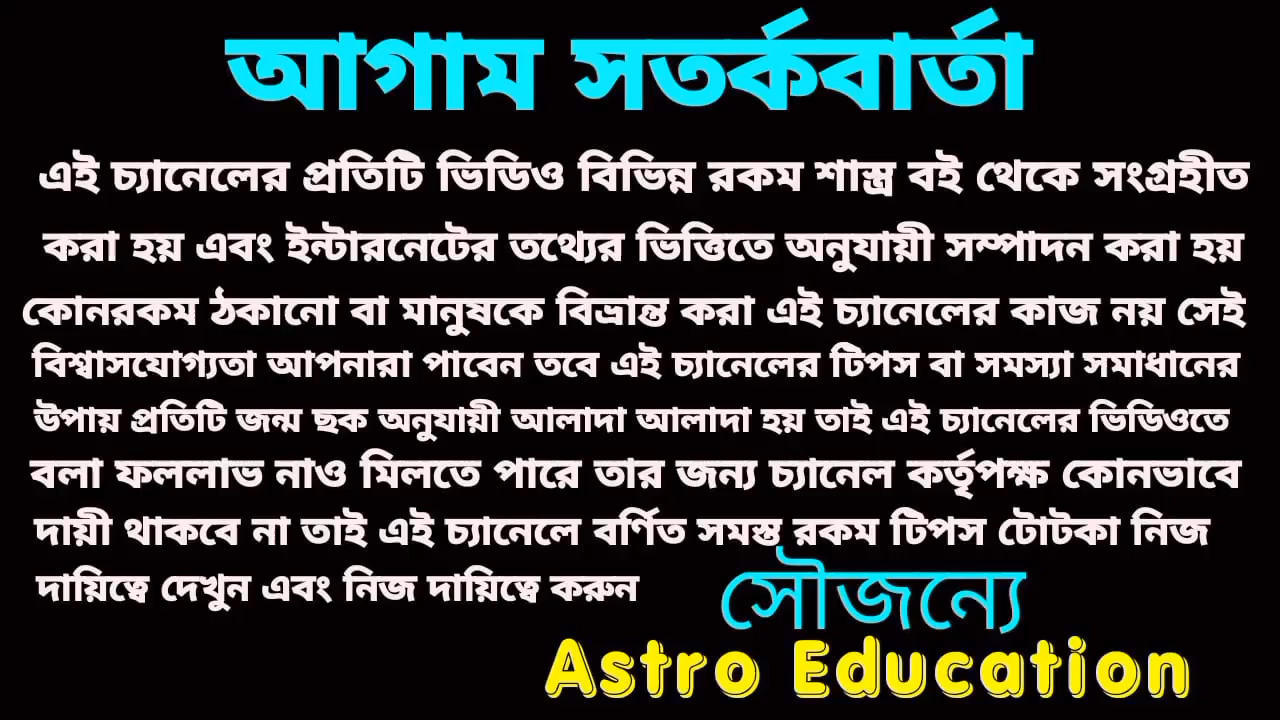 আগাম সতর্কবার্তা
এই চ্যানেলের প্রতিটি ভিডিও বিভিন্ন রকম শাস্ত্র বই থেকে সংগ্রহীত
করা হয় এবং ইন্টারনেটের তথ্যের ভিত্তিতে অনুযায়ী সম্পাদন করা হয়
কোনরকম ঠকানো বা মানুষকে বিভ্রান্ত করা এই চ্যানেলের কাজ নয় সেই
বিশ্বাসযোগ্যতা আপনারা পাবেন তবে এই চ্যানেলের টিপস বা সমস্যা সমাধানের
উপায় প্রতিটি জন্ম ছক অনুযায়ী আলাদা আলাদা হয় তাই এই চ্যানেলের ভিডিওতে
বলা ফললাভ নাও মিলতে পারে তার জন্য চ্যানেল কর্তৃপক্ষ কোনভাবে
দায়ী থাকবে না তাই এই চ্যানেলে বর্ণিত সমস্ত রকম টিপস টোটকা নিজ
দায়িত্বে দেখুন এবং নিজ দায়িত্বে করুন
সৌজন্যে
Astro Education